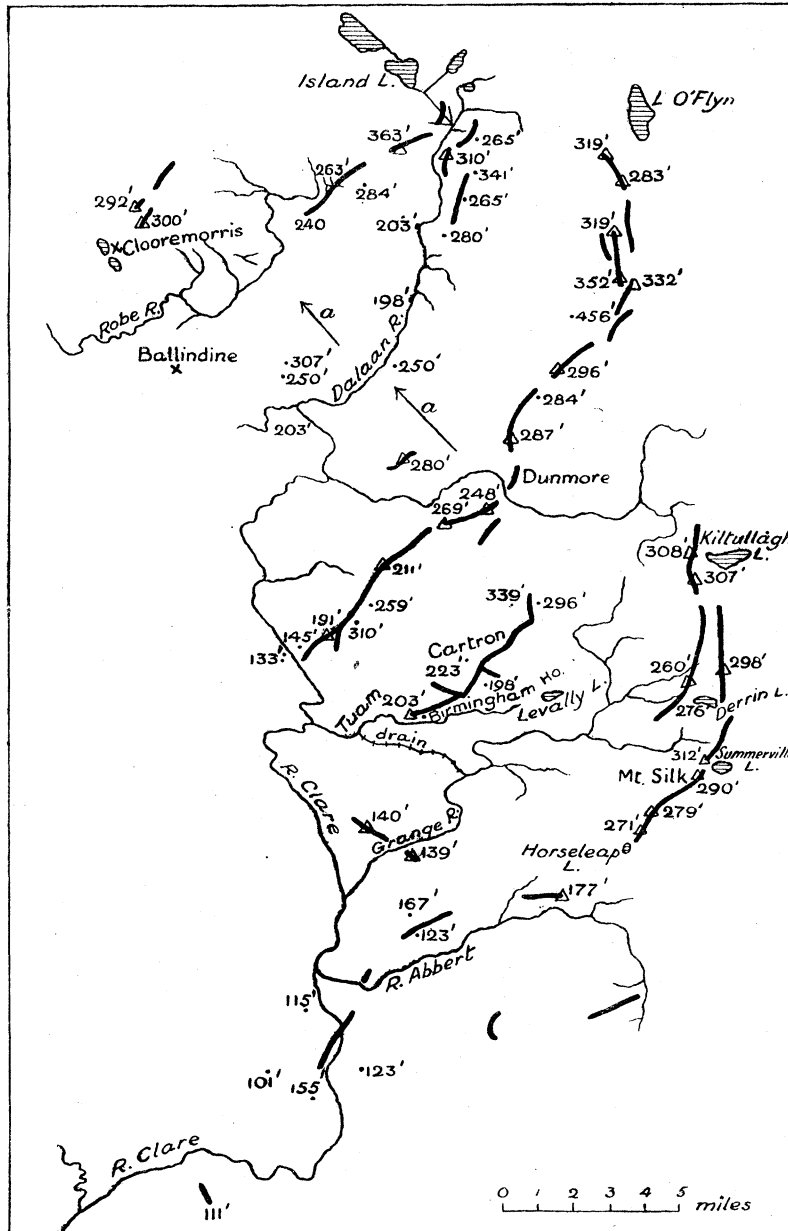 Island L.
L O'Flyn
363'
265'
310'
319'
263'
341'
283'
284'
265'
292'
300'
240
203'
280'
319'
Clooremorris
352'
332'
198'
Robe R.
a
456'
Dalaan R.
Ballindine
307'
250'
250'
296'
a
284'
203'
287'
280'
Dunmore
248'
269'
Kiltullagh
L.
308'
211'
307'
339'
296'
259'
191'
310'
145'
Cartron
133'
223'
260'
298'
198'
203'
Birmingham Ho.
Levally L.
276'
Derrin L.
Tuam
drain
312'
Summerville
L.
Mt. Silk
290'
R. Clare
279'
140'
271'
Grange R.
139'
Horseleap
L.
177'
167'
123'
R. Abbert
115'
101'
123'
155'
R. Clare
111'
0 1 2 3 4 5 miles